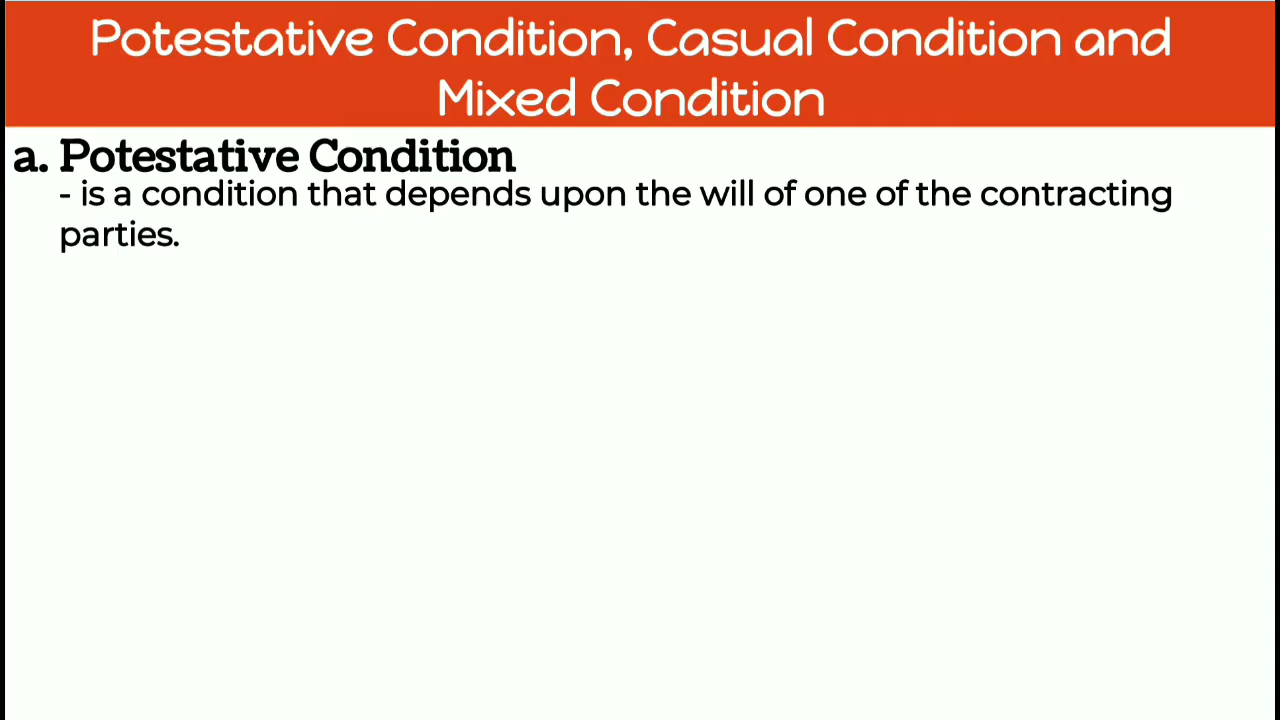 Potestative Condition, Casual Condition and
Mixed Condition
a. Potestative Condition
- is a condition that depends upon the will of one of the contracting
parties.